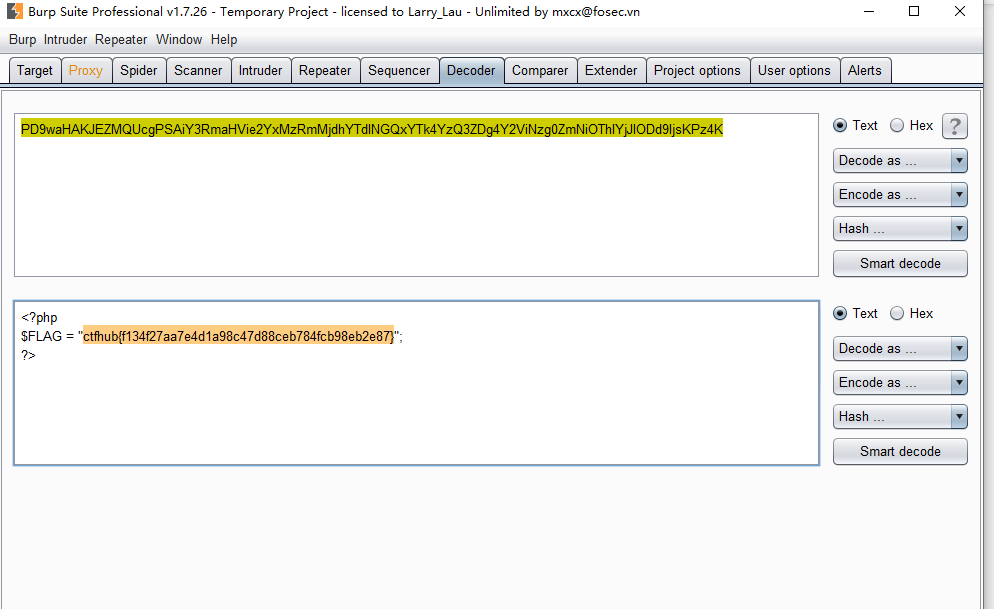 Burp Suite Professional v1.7.26 - Temporary Project - licensed to Larry_Lau - Unlimited by mxcx@fosec.vn
Burp Intruder Repeater Window Help
Target Proxy Spider Scanner Intruder Repeater Sequencer Decoder Comparer Extender Project options User options Alerts
PD9waHAKJEZMQUcgPSAiY3RmaHVie2YxMzRmMjdhYTdlNGQxYTk4YzQ3ZDg4Y2ViNzg0ZmNiOThlYjJlODd9IjsKPz4K
Text Hex ?
Decode as ...
Encode as ...
Hash ...
Smart decode
<?php
$FLAG = "ctfhub{f134f27aa7e4d1a98c47d88ceb784fcb98eb2e87}";
?>
Text Hex
Decode as ...
Encode as ...
Hash ...
Smart decode